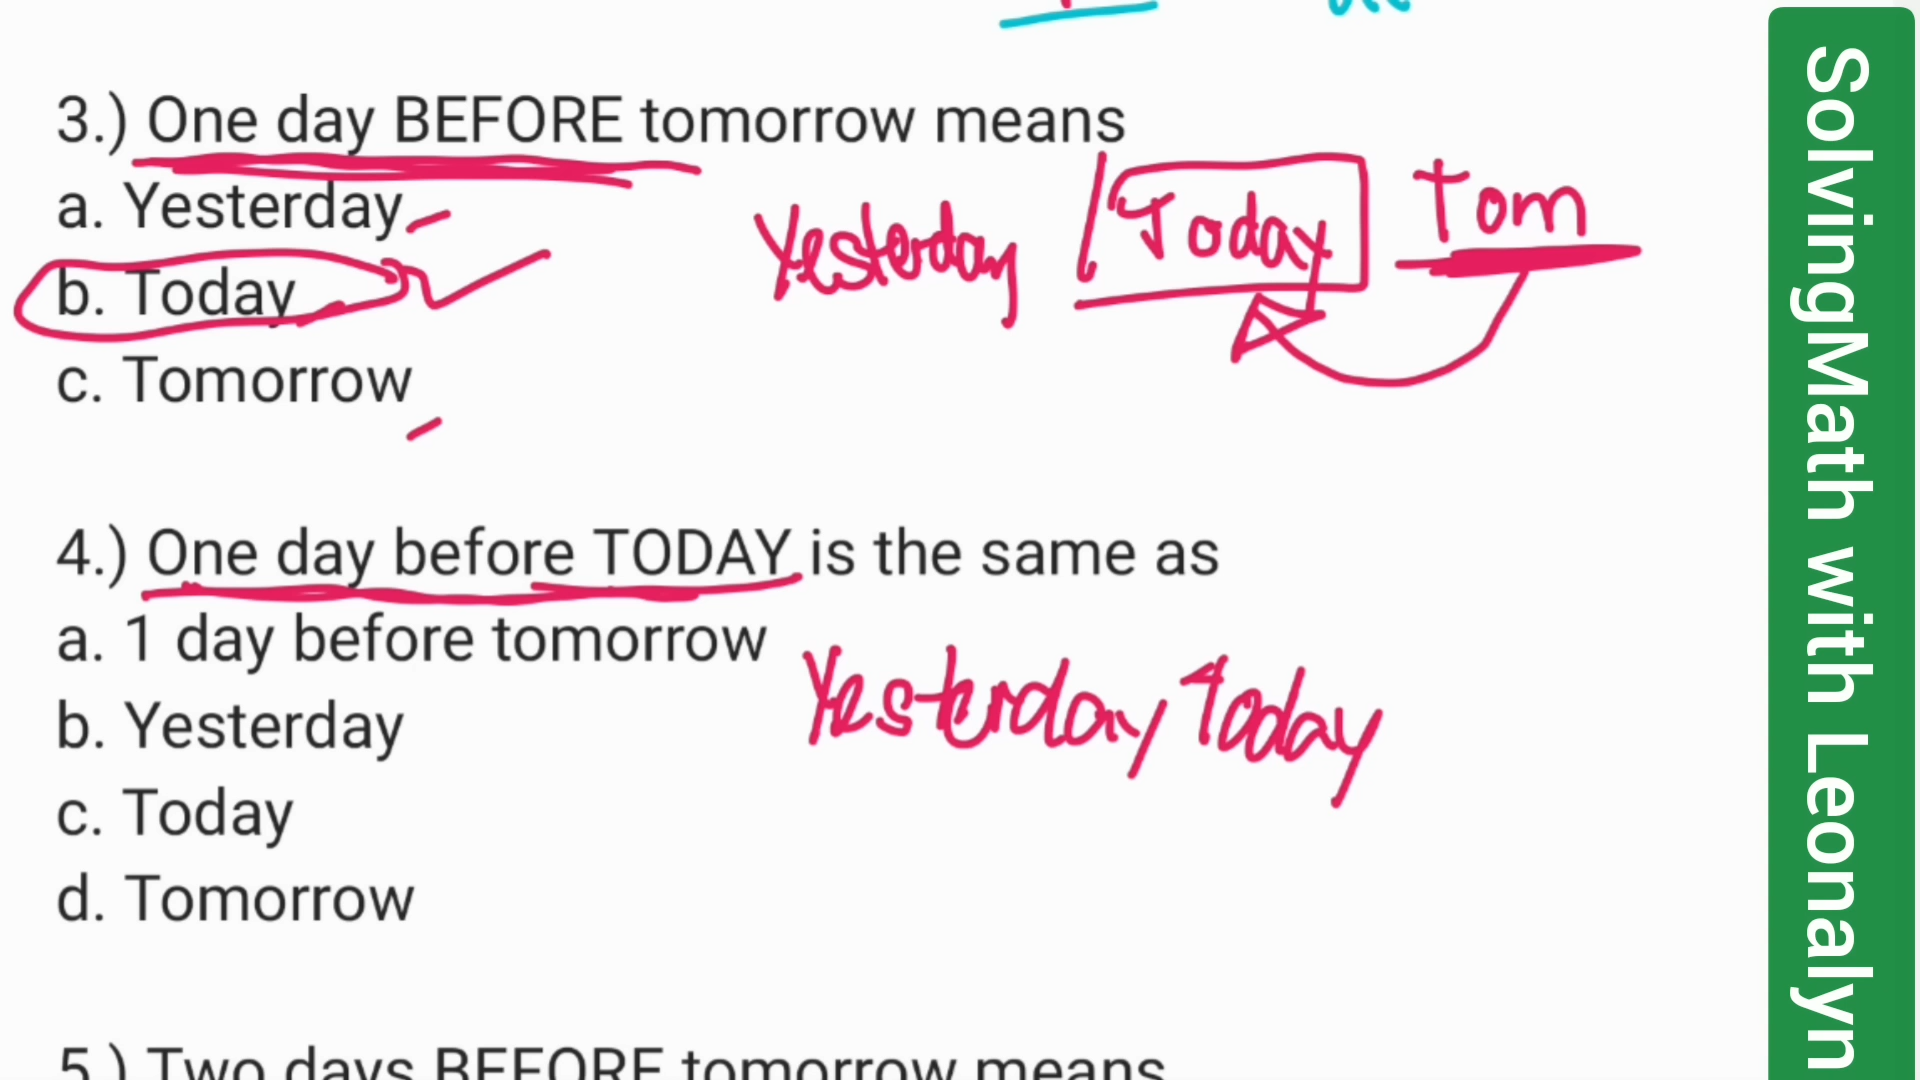 3.) One day BEFORE tomorrow means
a. Yesterday
b. Today
c. Tomorrow
Yesterday Today Tom
4.) One day before TODAY is the same as
a. 1 day before tomorrow
b. Yesterday
c. Today
d. Tomorrow
Yesterday Today
5.) Two days BEFORE tomorrow means
SolvingMath with Leonalyn